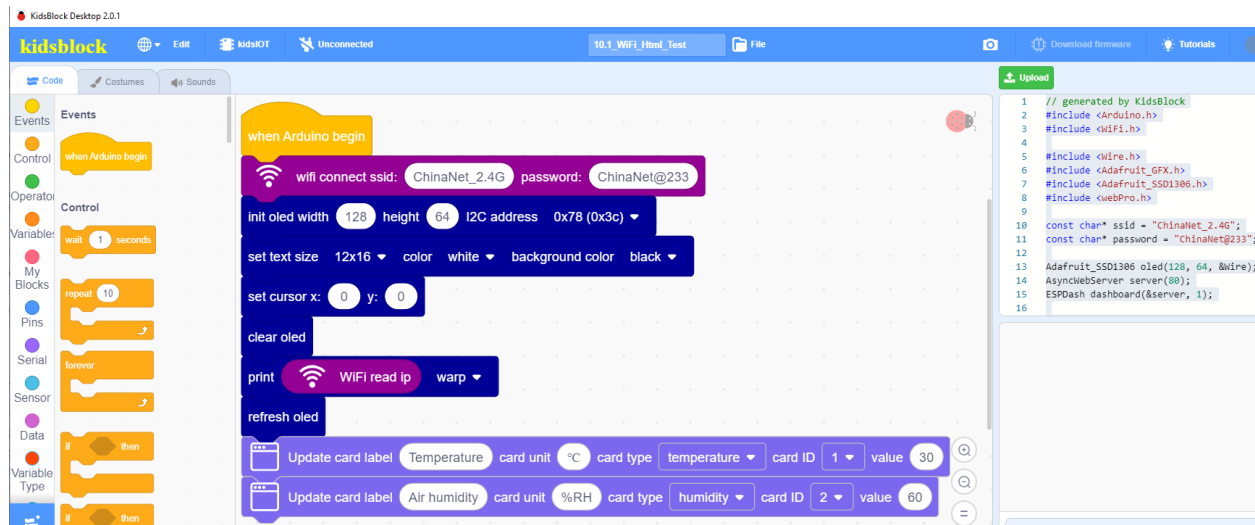 KidsBlock Desktop 2.0.1
kidsblock Edit kidsIOT Unconnected 10.1_WiFi_Html_Test File Download firmware Tutorials
Code Costumes Sounds
Upload
Events
Control
Variables
My
Blocks
Pins
Serial
Sensor
Data
Variable
Type
Events
when Arduino begin
Control
wait 1 seconds
repeat 10
forever
if then
if then
when Arduino begin
wifi connect ssid: ChinaNet_2.4G password: ChinaNet@233
init oled width 128 height 64 I2C address 0x78 (0x3c)
set text size 12x16 color white background color black
set cursor x: 0 y: 0
clear oled
print WiFi read ip warp
refresh oled
Update card label Temperature card unit ℃ card type temperature card ID 1 value 30
Update card label Air humidity card unit %RH card type humidity card ID 2 value 60
1 // generated by KidsBlock
2 #include <Arduino.h>
3 #include <WiFi.h>
4
5 #include <Wire.h>
6 #include <Adafruit_GFX.h>
7 #include <Adafruit_SSD1306.h>
8 #include <webPro.h>
9
10 const char* ssid = "ChinaNet_2.4G";
11 const char* password = "ChinaNet@233";
12
13 Adafruit_SSD1306 oled(128, 64, &Wire);
14 AsyncWebServer server(80);
15 ESPDash dashboard(&server, 1);
16